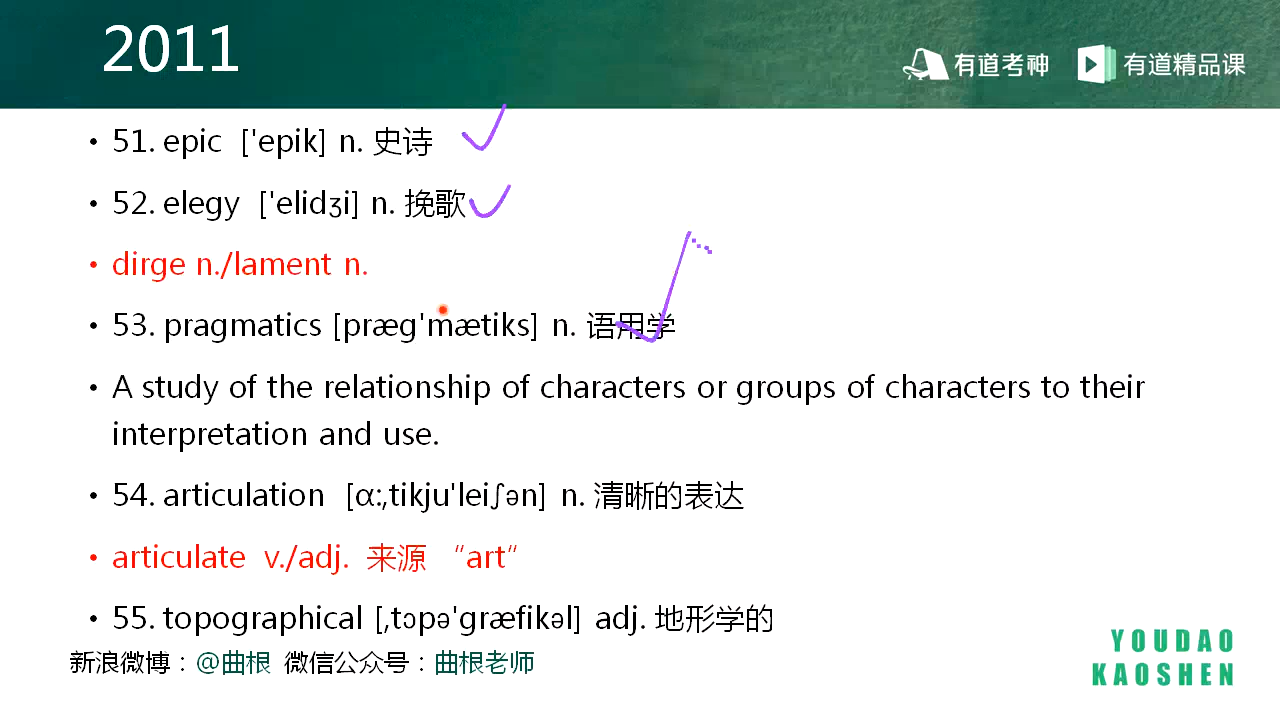 2011
有道考神 有道精品课
• 51. epic ['epik] n. 史诗
• 52. elegy ['elidʒi] n. 挽歌
• dirge n./lament n.
• 53. pragmatics [præg'mætiks] n. 语用学
• A study of the relationship of characters or groups of characters to their
interpretation and use.
• 54. articulation [ɑ:,tikju'leiʃən] n. 清晰的表达
• articulate v./adj. 来源 “art”
• 55. topographical [,tɔpə'græfikəl] adj. 地形学的
新浪微博：@曲根 微信公众号：曲根老师
YOUDAO
KAOSHEN